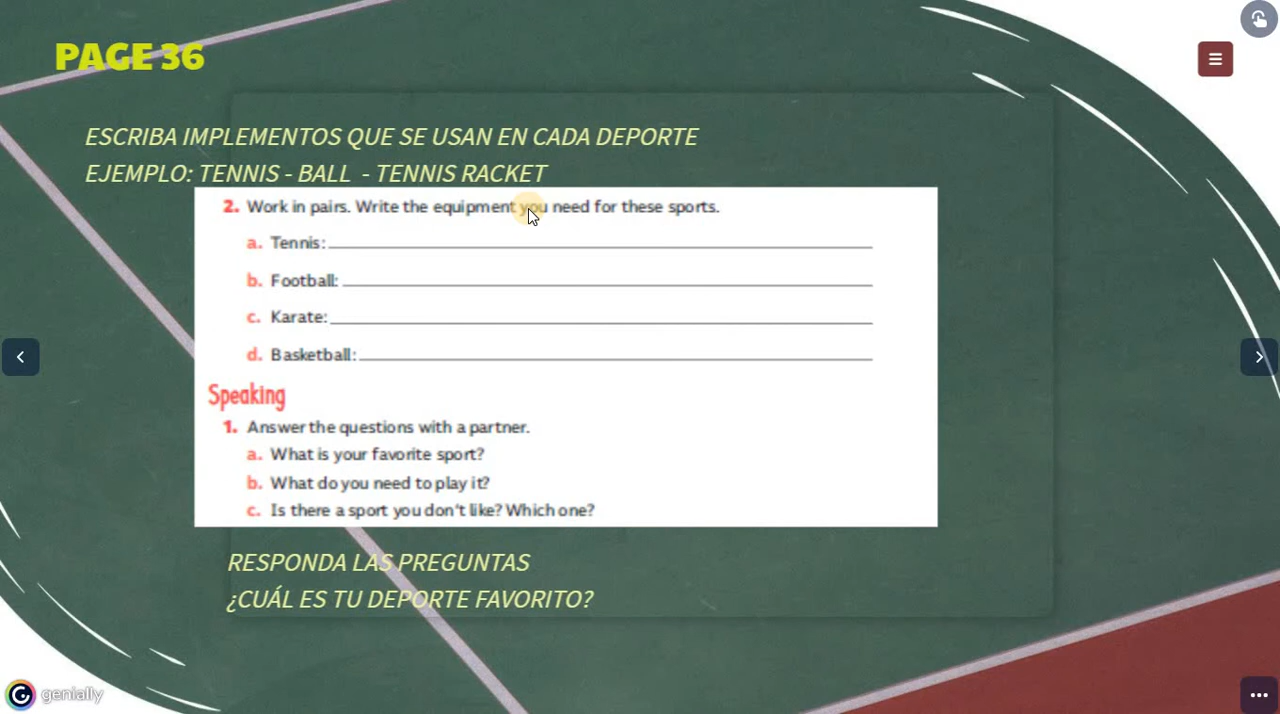 PAGE 36
ESCRIBA IMPLEMENTOS QUE SE USAN EN CADA DEPORTE
EJEMPLO: TENNIS - BALL - TENNIS RACKET
2. Work in pairs. Write the equipment you need for these sports.
a. Tennis:
b. Football:
c. Karate:
d. Basketball:
Speaking
1. Answer the questions with a partner.
a. What is your favorite sport?
b. What do you need to play it?
c. Is there a sport you don't like? Which one?
RESPONDA LAS PREGUNTAS
¿CUÁL ES TU DEPORTE FAVORITO?
genially